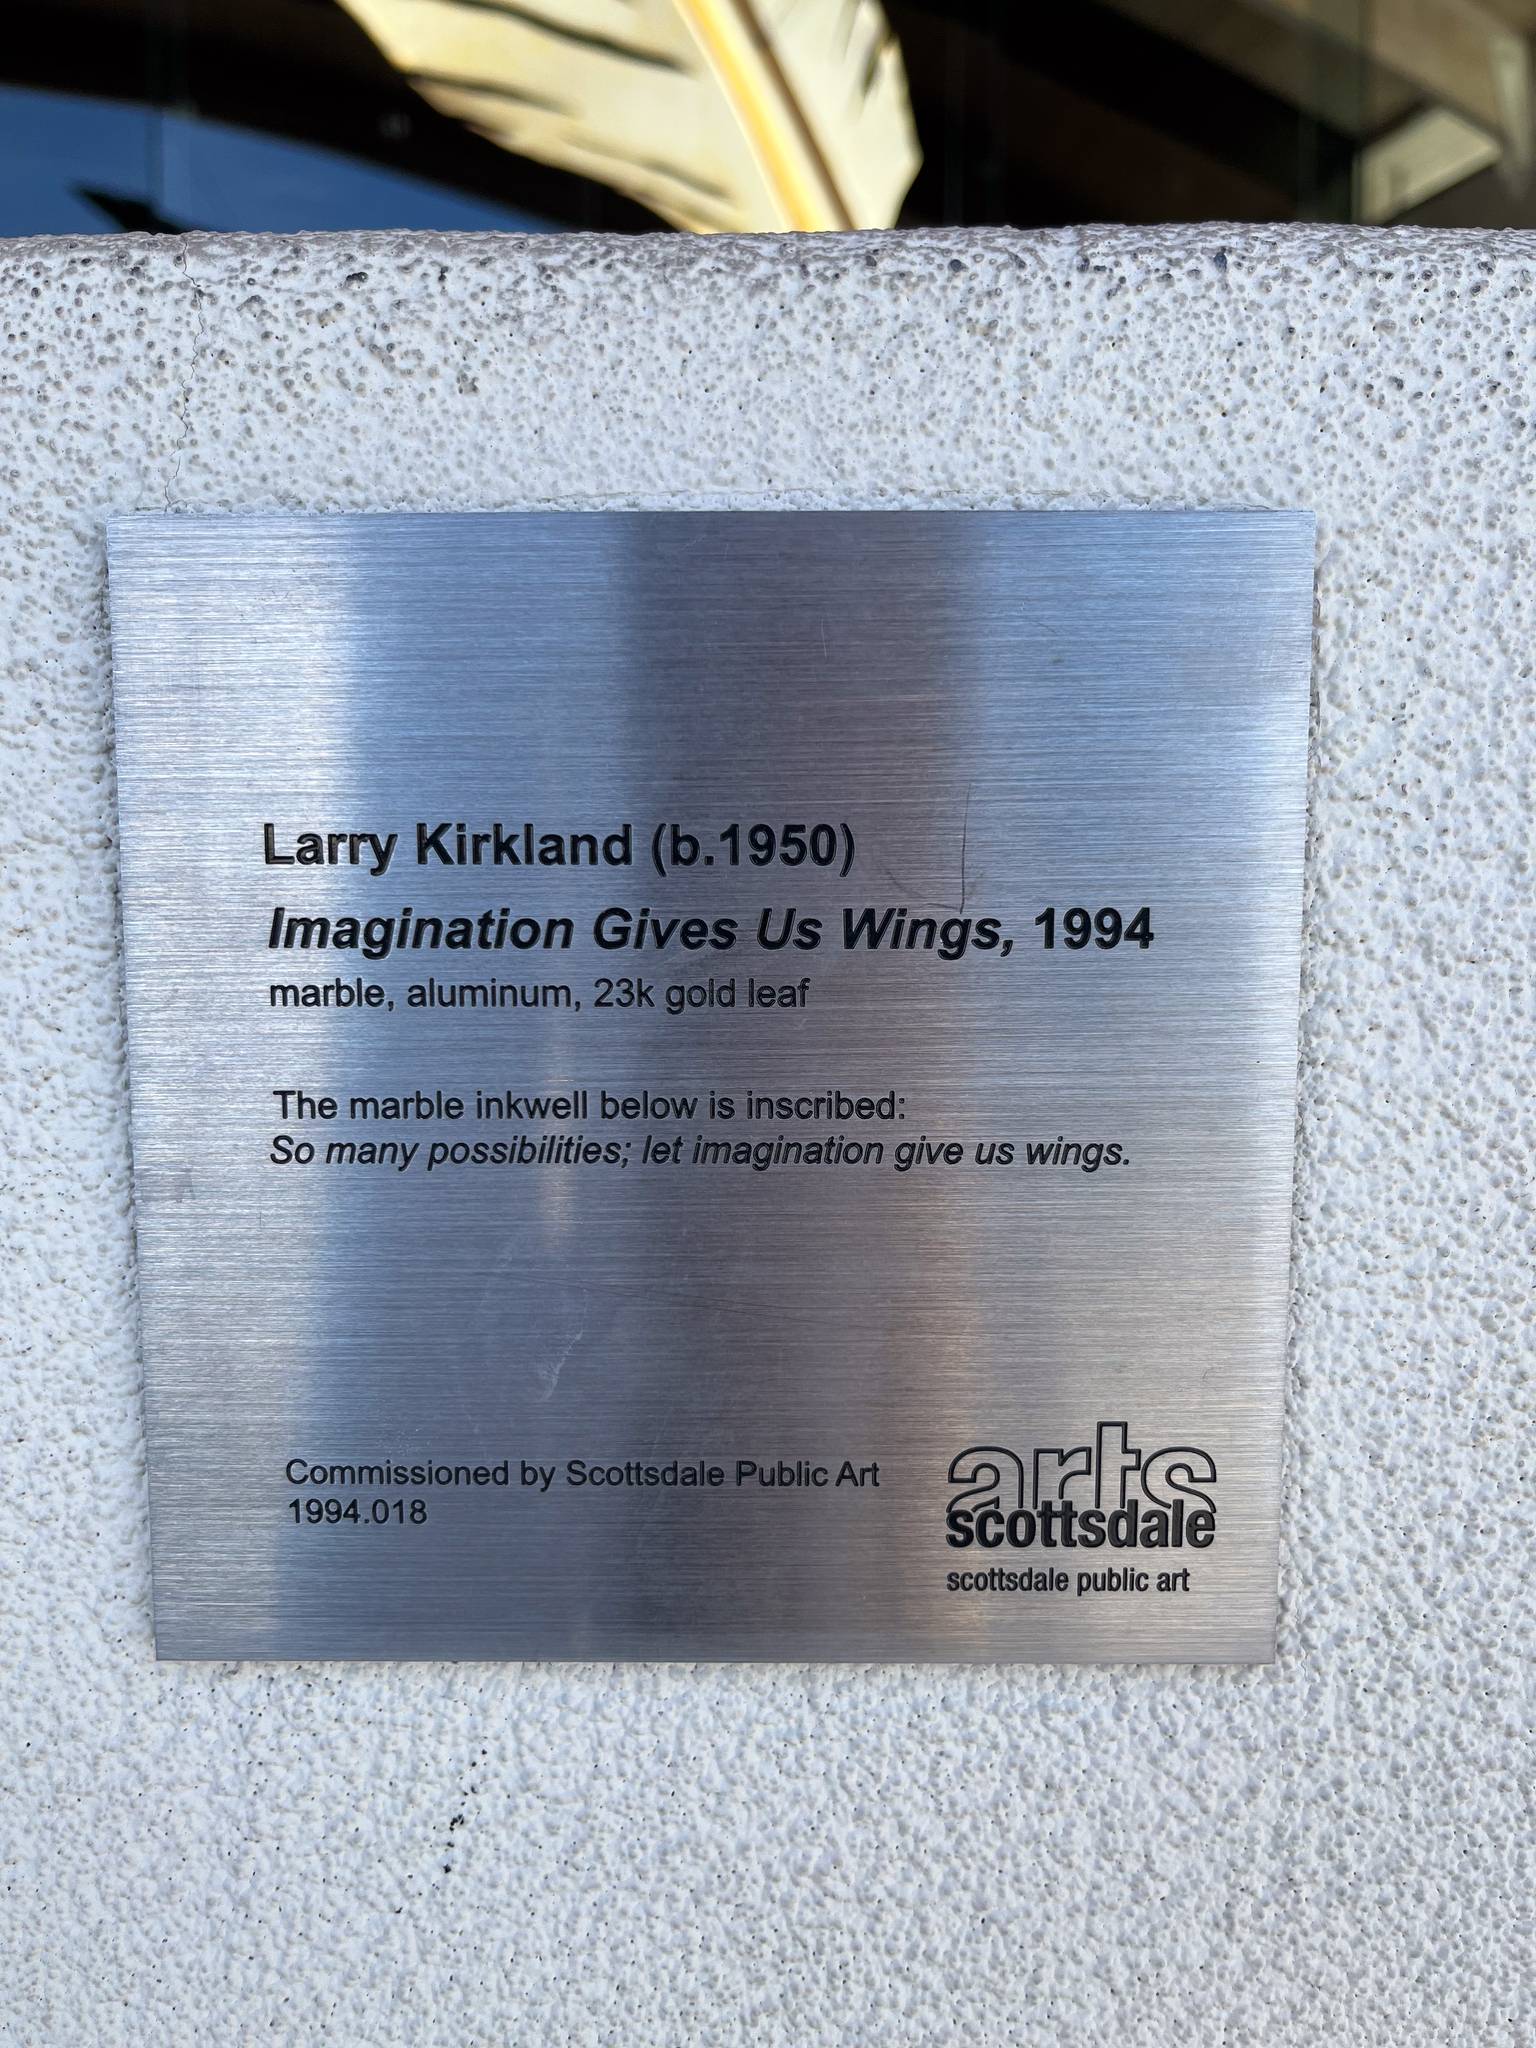 Larry Kirkland (b.1950)
Imagination Gives Us Wings, 1994
marble, aluminum, 23k gold leaf
The marble inkwell below is inscribed:
So many possibilities; let imagination give us wings.
Commissioned by Scottsdale Public Art
1994.018
arts
scottsdale
scottsdale public art